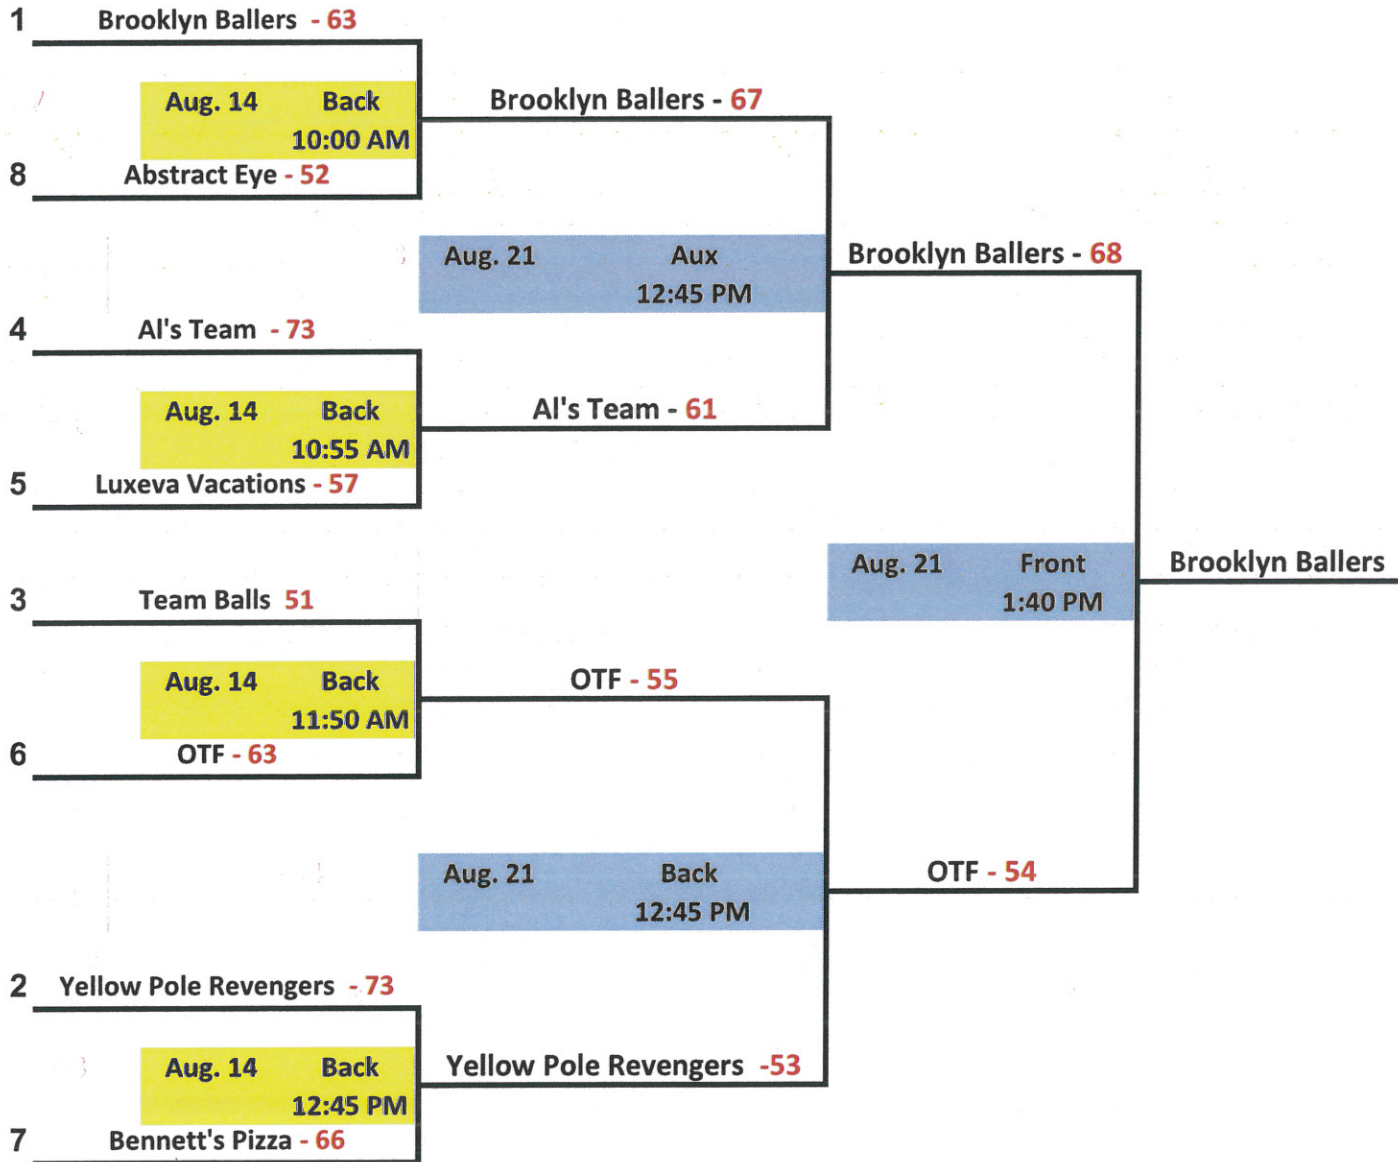 1 Brooklyn Ballers - 63
Aug. 14 Back
10:00 AM
8 Abstract Eye - 52
Brooklyn Ballers - 67
Aug. 21 Aux
12:45 PM
Brooklyn Ballers - 68
4 Al's Team - 73
Aug. 14 Back
10:55 AM
5 Luxeva Vacations - 57
Al's Team - 61
Aug. 21 Front
1:40 PM
Brooklyn Ballers
3 Team Balls 51
Aug. 14 Back
11:50 AM
6 OTF - 63
OTF - 55
Aug. 21 Back
12:45 PM
OTF - 54
2 Yellow Pole Revengers - 73
Aug. 14 Back
12:45 PM
7 Bennett's Pizza - 66
Yellow Pole Revengers -53